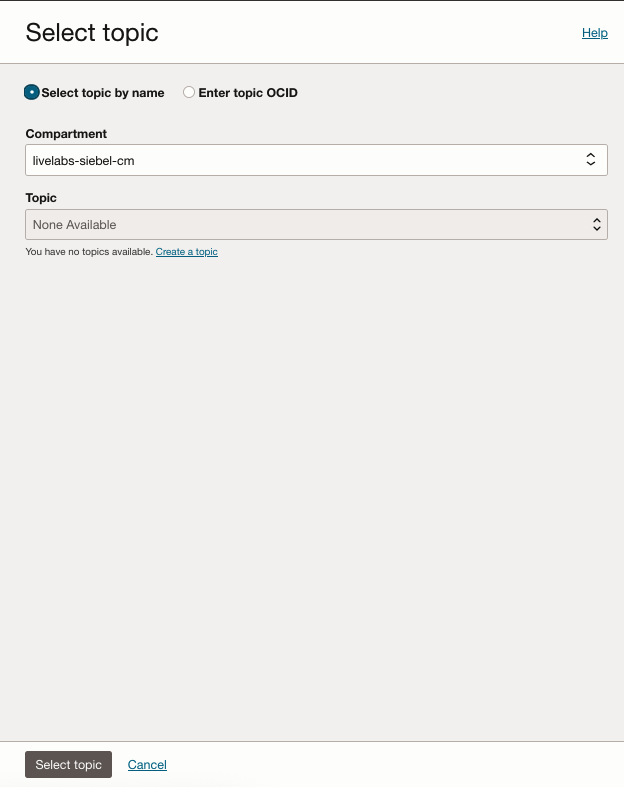 Select topic
Help
Select topic by name Enter topic OCID
Compartment
livelabs-siebel-cm
Topic
None Available
You have no topics available. Create a topic
Select topic Cancel